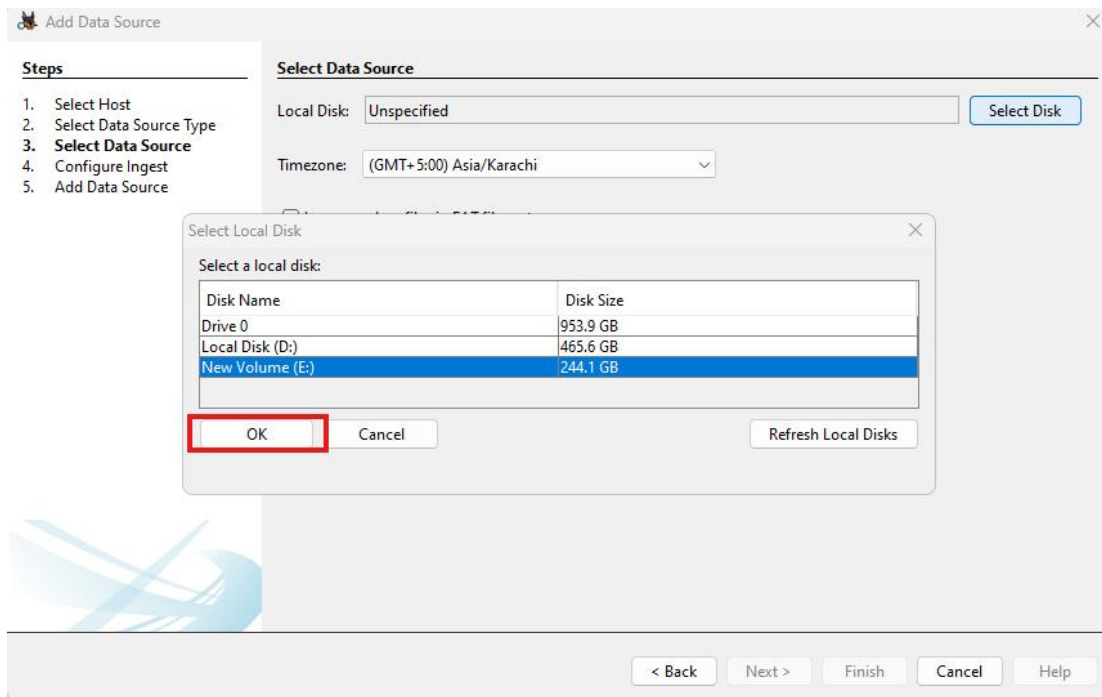 Add Data Source
Steps
1. Select Host
2. Select Data Source Type
3. Select Data Source
4. Configure Ingest
5. Add Data Source
Select Data Source
Local Disk: Unspecified Select Disk
Timezone: (GMT+5:00) Asia/Karachi
Select Local Disk
Select a local disk:
Disk Name Disk Size
Drive 0 953.9 GB
Local Disk (D:) 465.6 GB
New Volume (E:) 244.1 GB
OK Cancel Refresh Local Disks
< Back Next > Finish Cancel Help